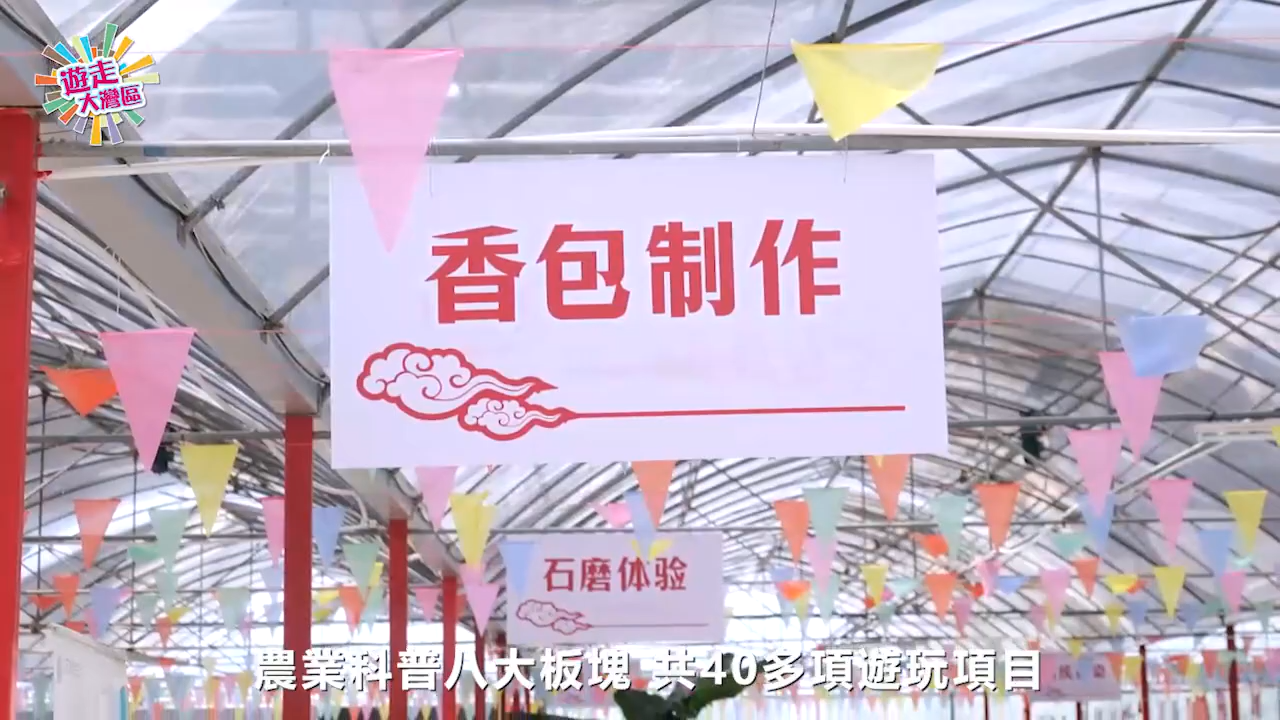 遊走
大灣區
香包制作
石磨体验
農業科普八大板塊 共40多項遊玩項目